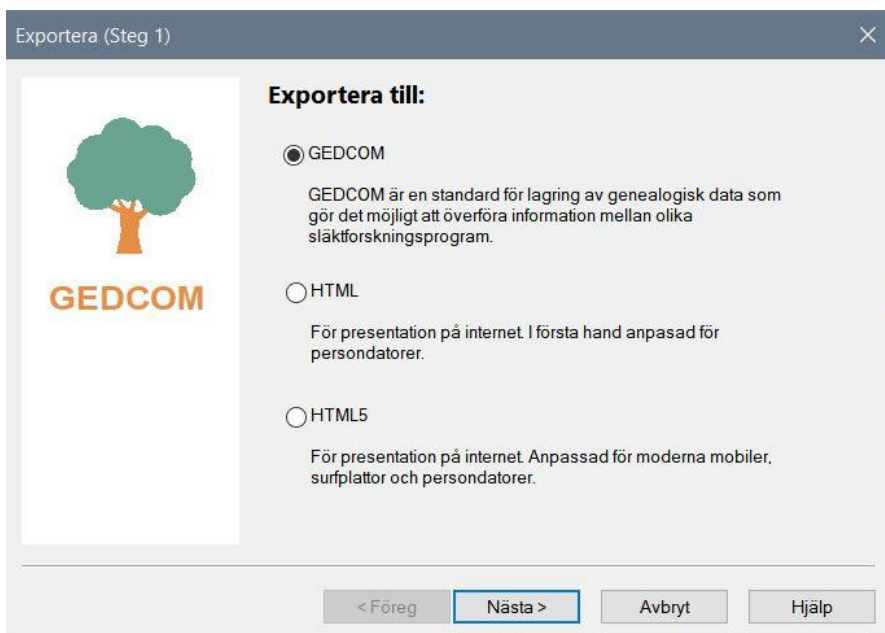 Exportera (Steg 1)
Exportera till:
GEDCOM
GEDCOM är en standard för lagring av genealogisk data som
gör det möjligt att överföra information mellan olika
släktforskningsprogram.
GEDCOM
HTML
För presentation på internet. I första hand anpasad för
persondatorer.
HTML5
För presentation på internet. Anpassad för moderna mobiler,
surfplattor och persondatorer.
< Föreg
Nästa >
Avbryt
Hjälp